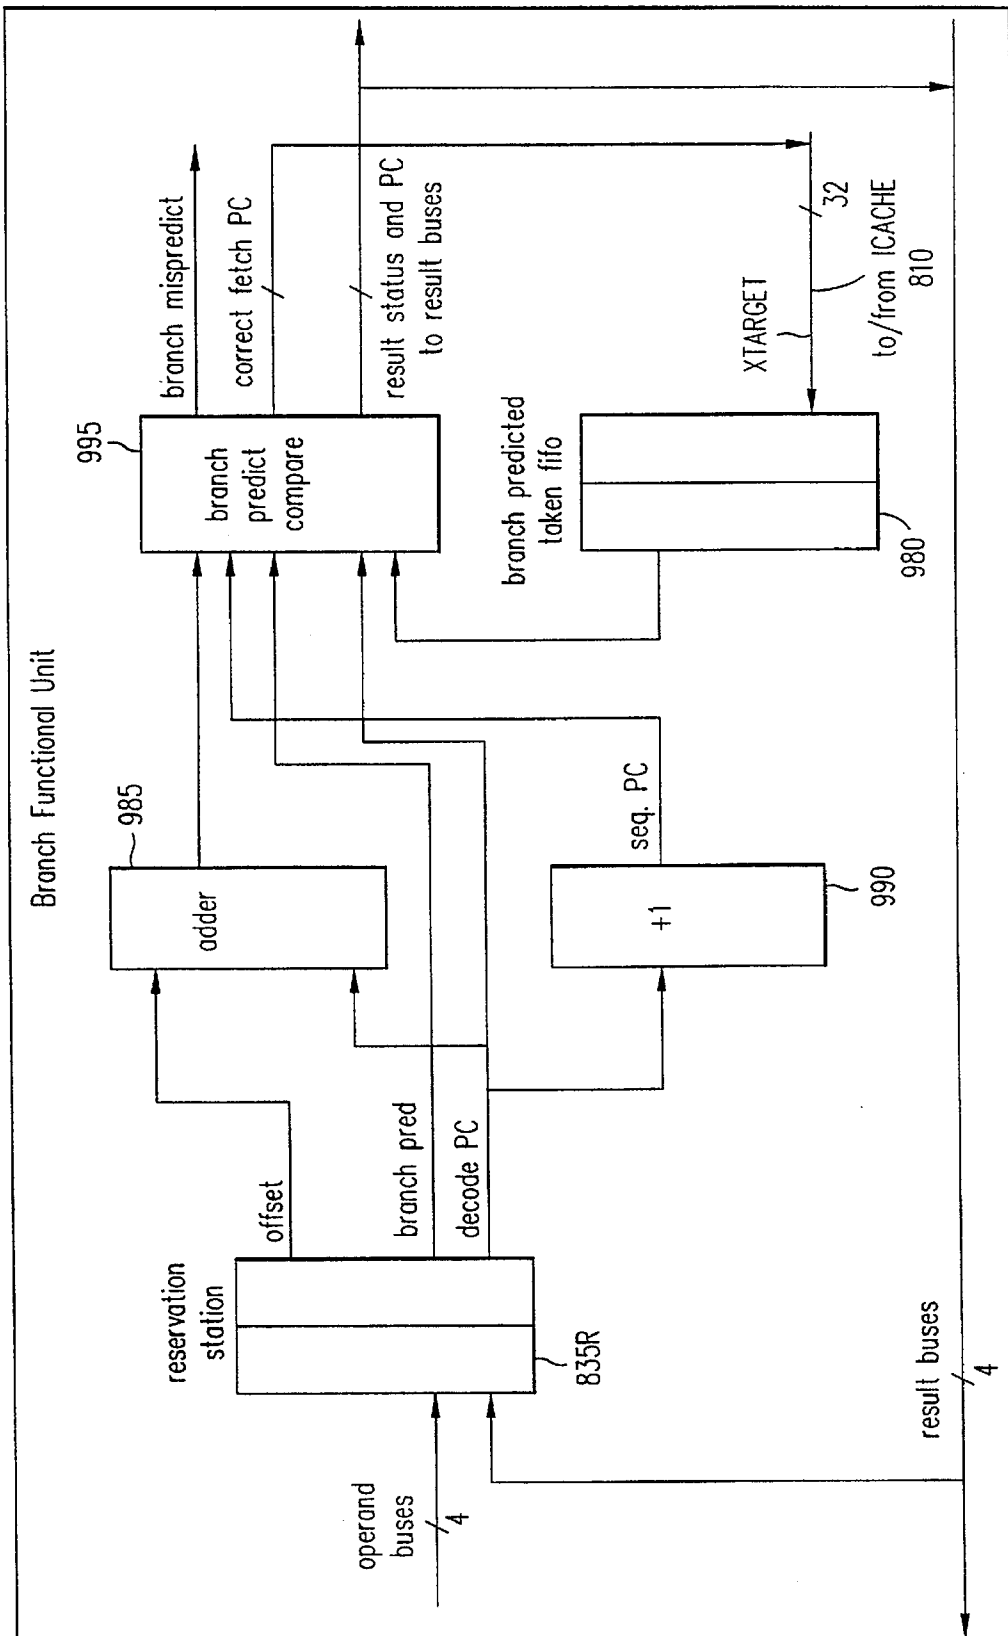 Branch Functional Unit
operand
buses
4
reservation
station
835R
offset
branch pred
decode PC
adder
985
+1
990
seq. PC
branch
predict
compare
995
branch predicted
taken fifo
980
branch mispredict
correct fetch PC
result status and PC
to result buses
XTARGET
32
to/from ICACHE
810
result buses
4